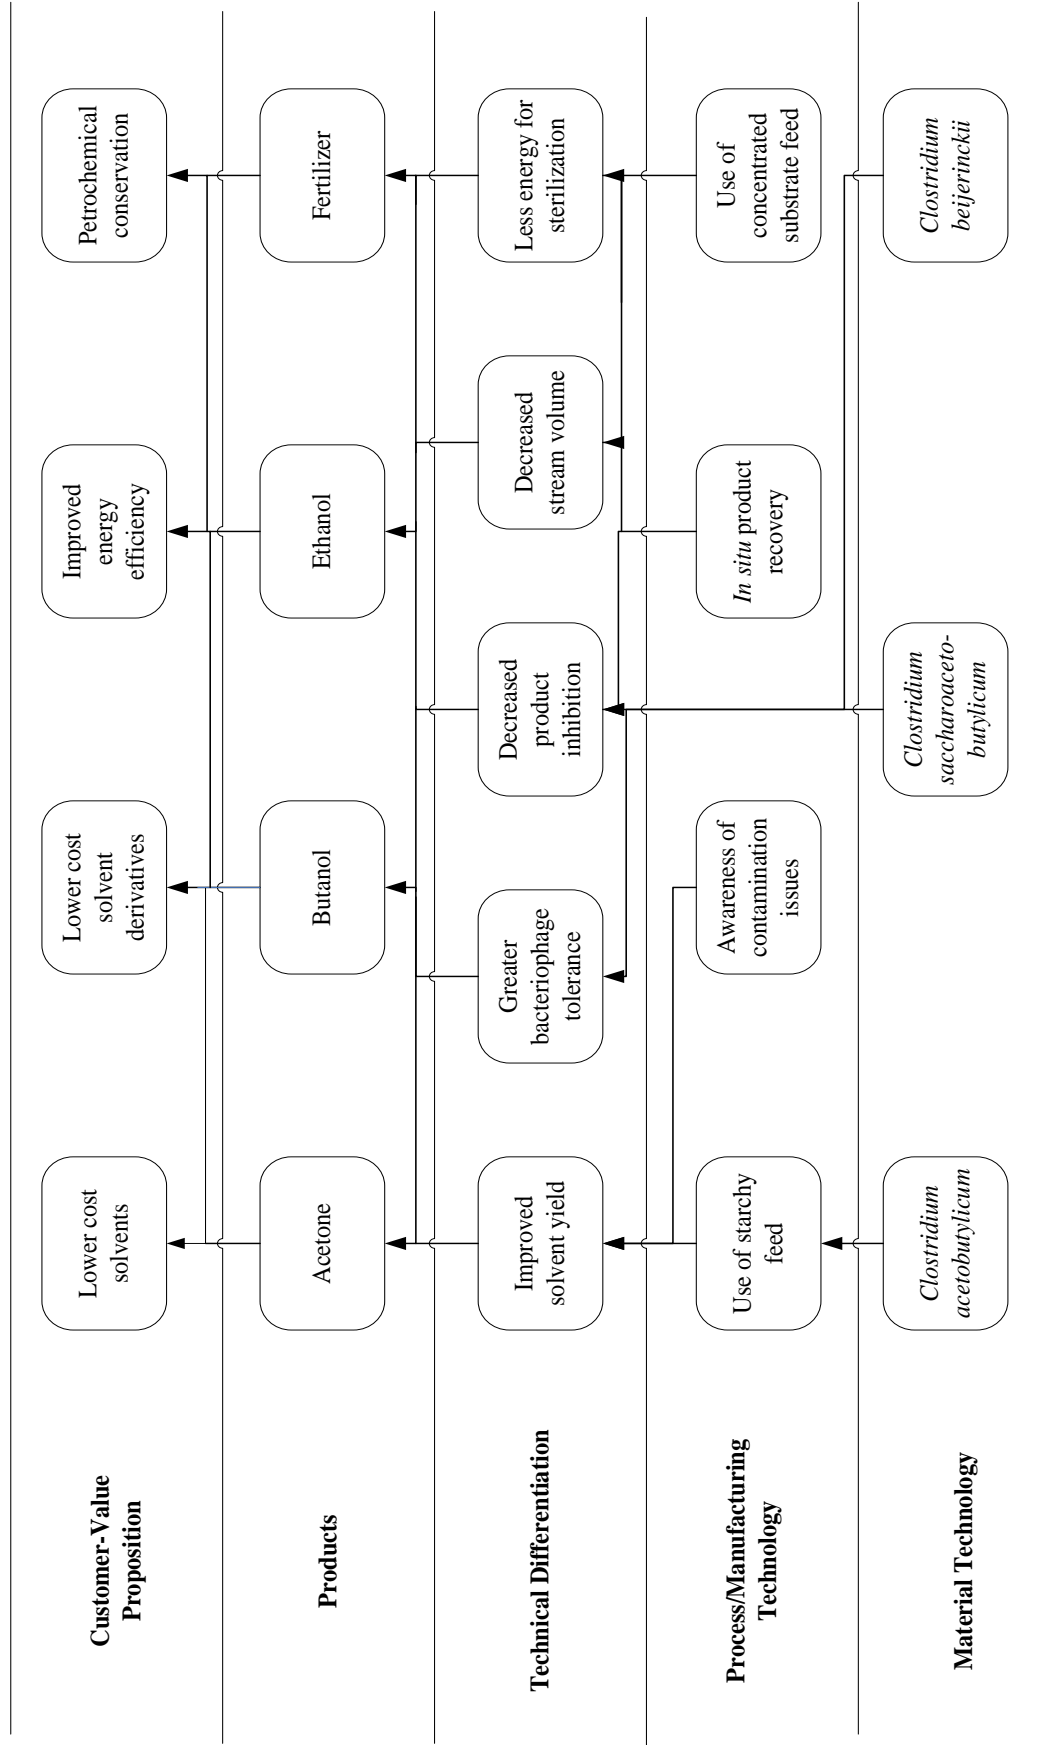 Customer-Value
Proposition
Lower cost
solvents
Lower cost
solvent
derivatives
Improved
energy
efficiency
Petrochemical
conservation
Products
Acetone
Butanol
Ethanol
Fertilizer
Technical Differentiation
Improved
solvent yield
Greater
bacteriophage
tolerance
Decreased
product
inhibition
Decreased
stream volume
Less energy for
sterilization
Process/Manufacturing
Technology
Use of starchy
feed
Awareness of
contamination
issues
In situ product
recovery
Use of
concentrated
substrate feed
Material Technology
Clostridium
acetobutylicum
Clostridium
saccharoaceto-
butylicum
Clostridium
beijerinckii